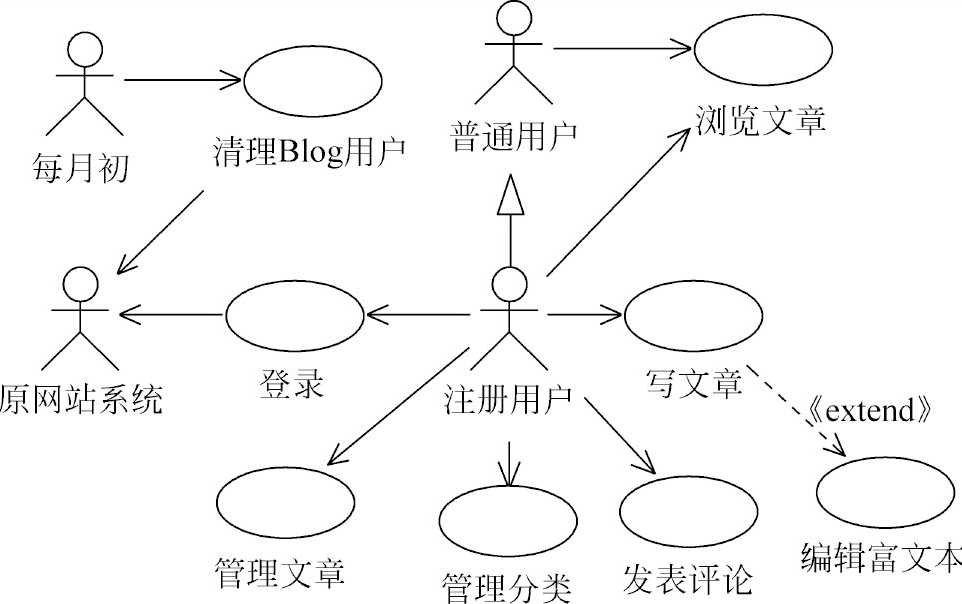 普通用户
浏览文章
每月初
清理Blog用户
原网站系统
登录
注册用户
写文章
《extend》
管理文章
管理分类
发表评论
编辑富文本